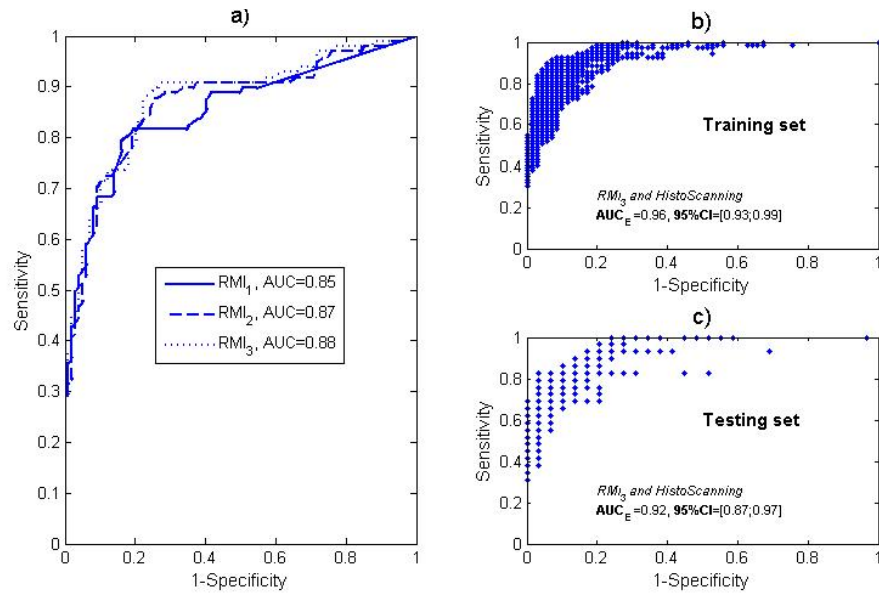 a)
1
0.9
0.8
0.7
0.6
0.5
0.4
0.3
0.2
0.1
0
Sensitivity
RMI1, AUC=0.85
RMI2, AUC=0.87
RMI3, AUC=0.88
0 0.2 0.4 0.6 0.8 1
1-Specificity
b)
1
0.8
0.6
0.4
0.2
0
Sensitivity
Training set
RMI3 and HistoScanning
AUCE=0.96, 95%CI=[0.93;0.99]
0 0.2 0.4 0.6 0.8 1
1-Specificity
c)
1
0.8
0.6
0.4
0.2
0
Sensitivity
Testing set
RMI3 and HistoScanning
AUCE=0.92, 95%CI=[0.87;0.97]
0 0.2 0.4 0.6 0.8 1
1-Specificity